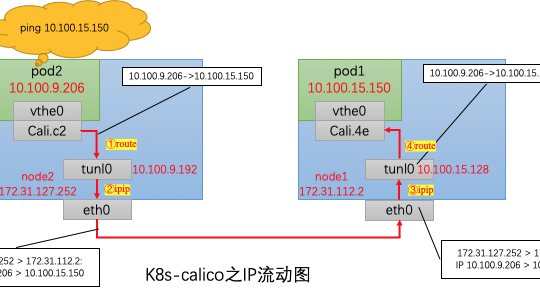 ping 10.100.15.150
pod2
10.100.9.206
vthe0
Cali.c2
10.100.9.206->10.100.15.150
①route
tunl0
10.100.9.192
node2
172.31.127.252
②ipip
eth0
252 > 172.31.112.2:
206 > 10.100.15.150
pod1
10.100.15.150
vthe0
Cali.4e
10.100.9.206->10.100.15.
④route
tunl0
10.100.15.128
node1
172.31.112.2
③ipip
eth0
172.31.127.252 >
IP 10.100.9.206 >
K8s-calico之IP流动图